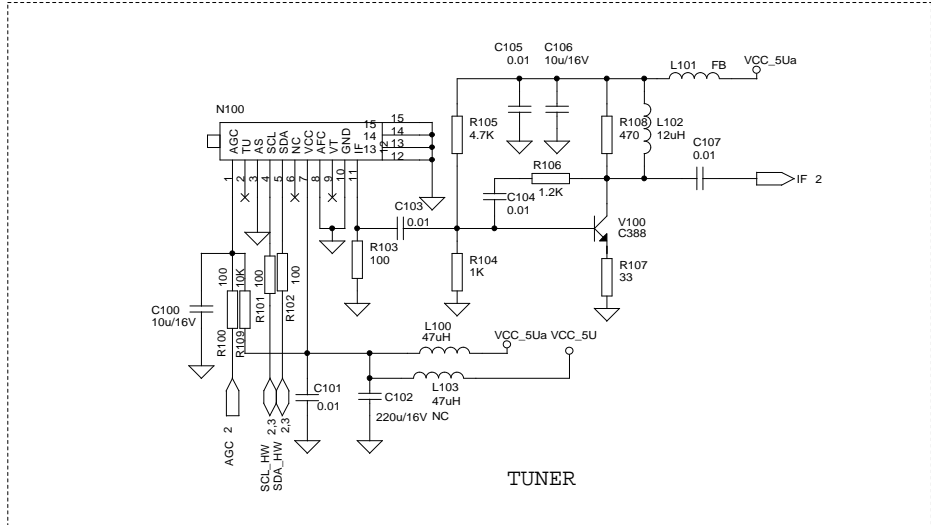 C105
0.01
C106
10u/16V
L101 FB
VCC_5Ua
N100
AGC
TU
AS
SCL
SDA
NC
VCC
AFC
VT
GND
IF
15
14
13
12
15
14
13
12
1
2
3
4
5
6
7
8
9
10
11
R105
4.7K
R108
470
L102
12uH
C107
0.01
R106
1.2K
C104
0.01
IF 2
C103
0.01
R103
100
R104
1K
V100
C388
R107
33
C100
10u/16V
100
R100
10K
R109
100
R101
100
R102
L100
47uH
VCC_5Ua
VCC_5U
L103
47uH
NC
C101
0.01
C102
220u/16V
AGC 2
SCL_HW 2,3
SDA_HW 2,3
TUNER